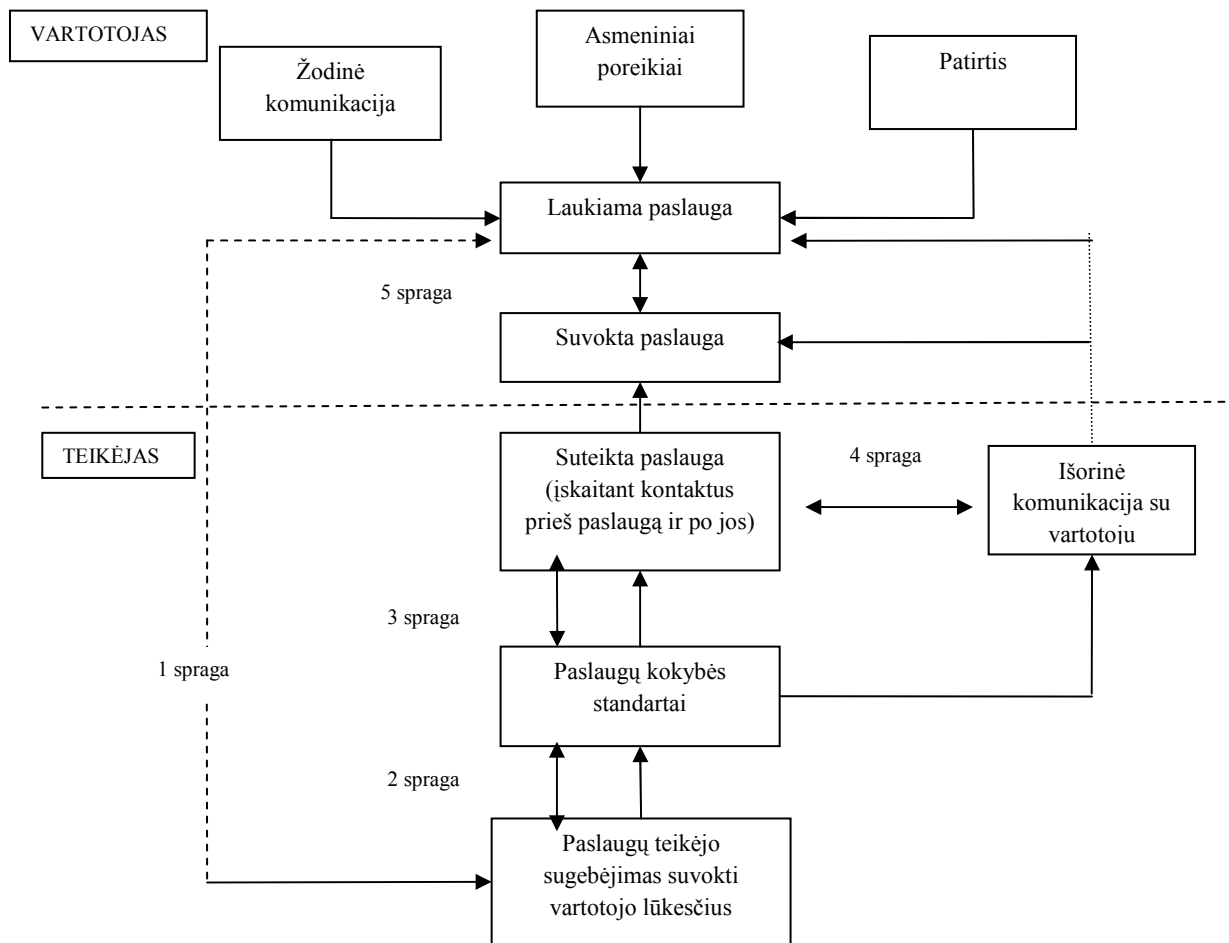 VARTOTOJAS
Žodinė
komunikacija
Asmeniniai
poreikiai
Patirtis
Laukiama paslauga
5 spraga
Suvokta paslauga
TEIKĖJAS
Suteikta paslauga
(įskaitant kontaktus
prieš paslaugą ir po jos)
4 spraga
Išorinė
komunikacija su
vartotoju
3 spraga
1 spraga
Paslaugų kokybės
standartai
2 spraga
Paslaugų teikėjo
sugebėjimas suvokti
vartotojo lūkesčius